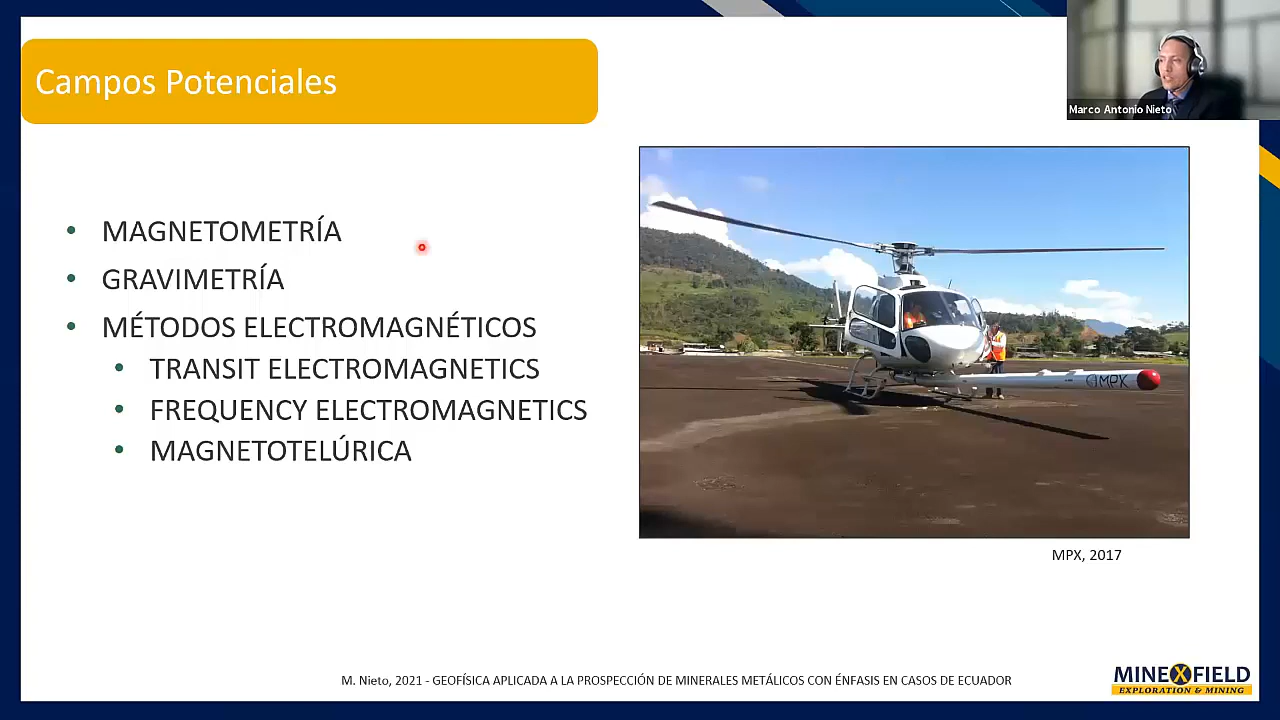 Campos Potenciales
Marco Antonio Nieto
• MAGNETOMETRÍA
• GRAVIMETRÍA
• MÉTODOS ELECTROMAGNÉTICOS
• TRANSIT ELECTROMAGNETICS
• FREQUENCY ELECTROMAGNETICS
• MAGNETOTELÚRICA
MPX
MPX, 2017
M. Nieto, 2021 - GEOFÍSICA APLICADA A LA PROSPECCIÓN DE MINERALES METÁLICOS CON ÉNFASIS EN CASOS DE ECUADOR
MINEXFIELD
EXPLORATION & MINING